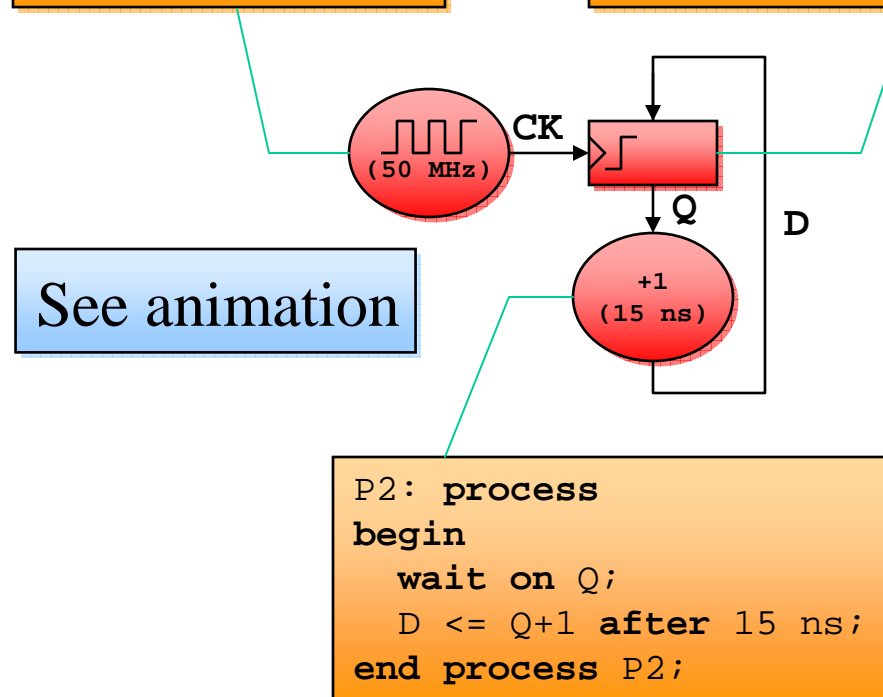 CK
(50 MHz)
Q
D
+1
(15 ns)
See animation
P2: process
begin
  wait on Q;
  D <= Q+1 after 15 ns;
end process P2;